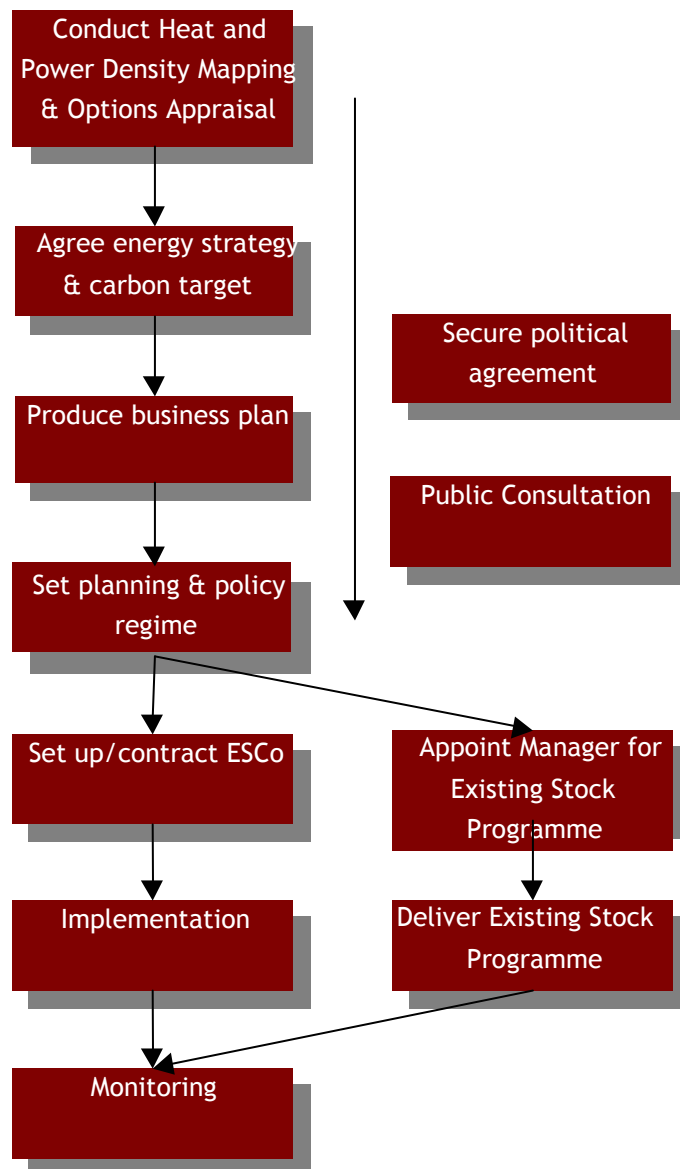 Conduct Heat and
Power Density Mapping
& Options Appraisal
Agree energy strategy
& carbon target
Secure political
agreement
Produce business plan
Public Consultation
Set planning & policy
regime
Set up/contract ESCo
Appoint Manager for
Existing Stock
Programme
Implementation
Deliver Existing Stock
Programme
Monitoring